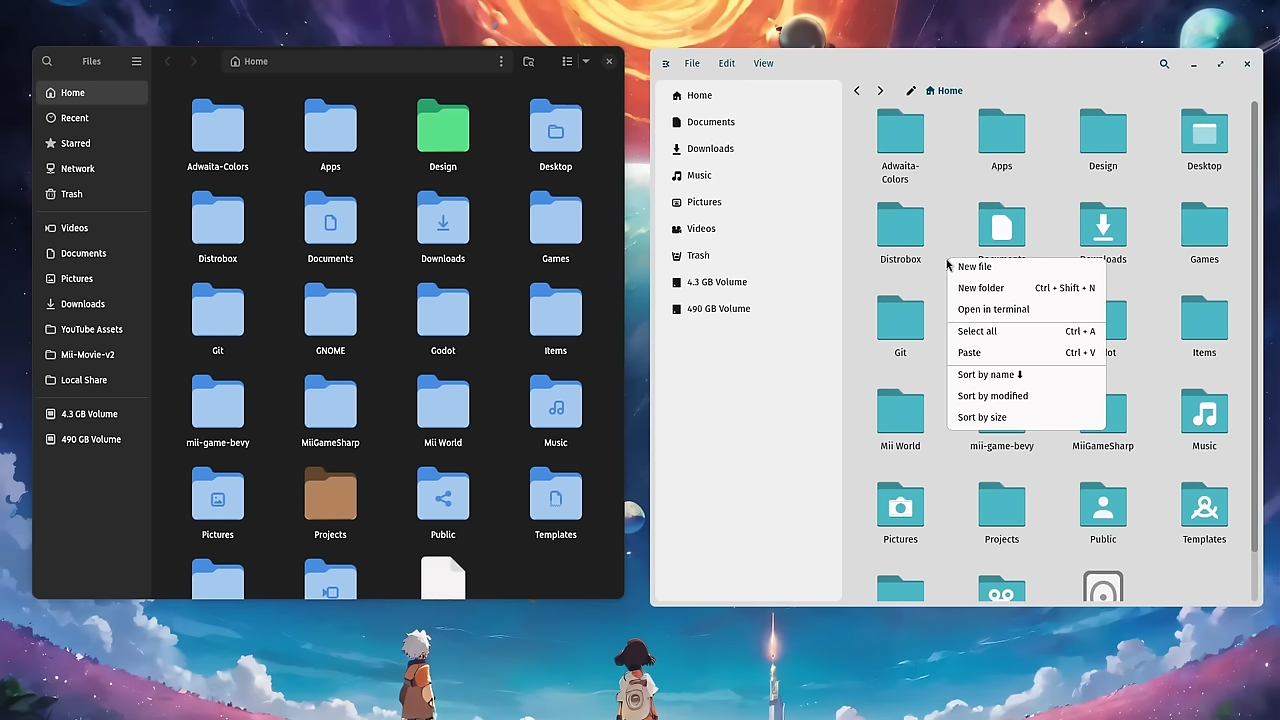 Files
Home
Home
Recent
Starred
Network
Trash
Videos
Documents
Pictures
Downloads
YouTube Assets
Mii-Movie-v2
Local Share
4.3 GB Volume
490 GB Volume
Adwaita-Colors
Apps
Design
Desktop
Distrobox
Documents
Downloads
Games
Git
GNOME
Godot
Items
mii-game-bevy
MiiGameSharp
Mii World
Music
Pictures
Projects
Public
Templates
File
Edit
View
Home
Documents
Downloads
Music
Pictures
Videos
Trash
4.3 GB Volume
490 GB Volume
Home
Adwaita-
Colors
Apps
Design
Desktop
Distrobox
Documents
Downloads
Games
New file
New folder Ctrl + Shift + N
Open in terminal
Select all Ctrl + A
Paste Ctrl + V
Sort by name
Sort by modified
Sort by size
Git
dot
Items
Mii World
mii-game-bevy
MiiGameSharp
Music
Pictures
Projects
Public
Templates